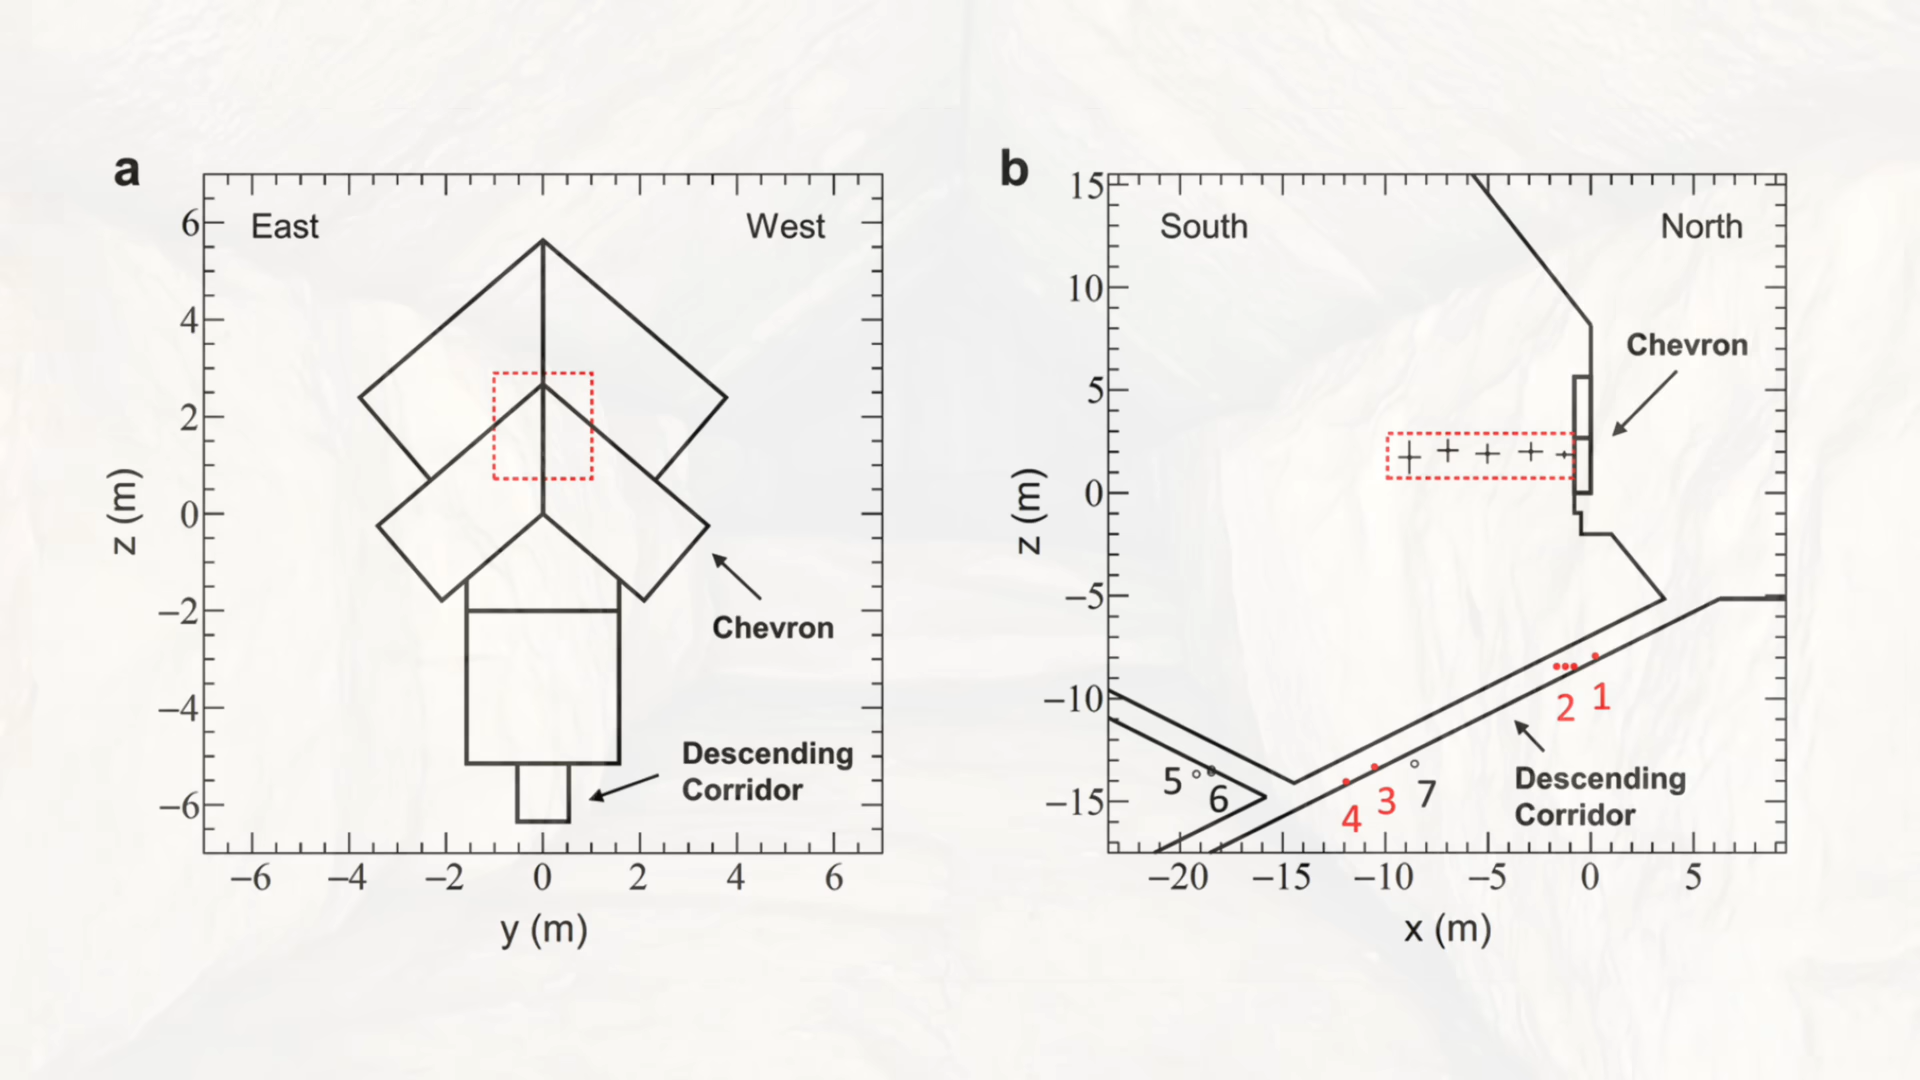 a
East
West
6
4
2
0
−2
−4
−6
z (m)
Chevron
Descending
Corridor
−6 −4 −2 0 2 4 6
y (m)
b
South
North
15
10
5
0
−5
−10
−15
z (m)
Chevron
2 1
5 6
4 3 7
Descending
Corridor
−20 −15 −10 −5 0 5
x (m)